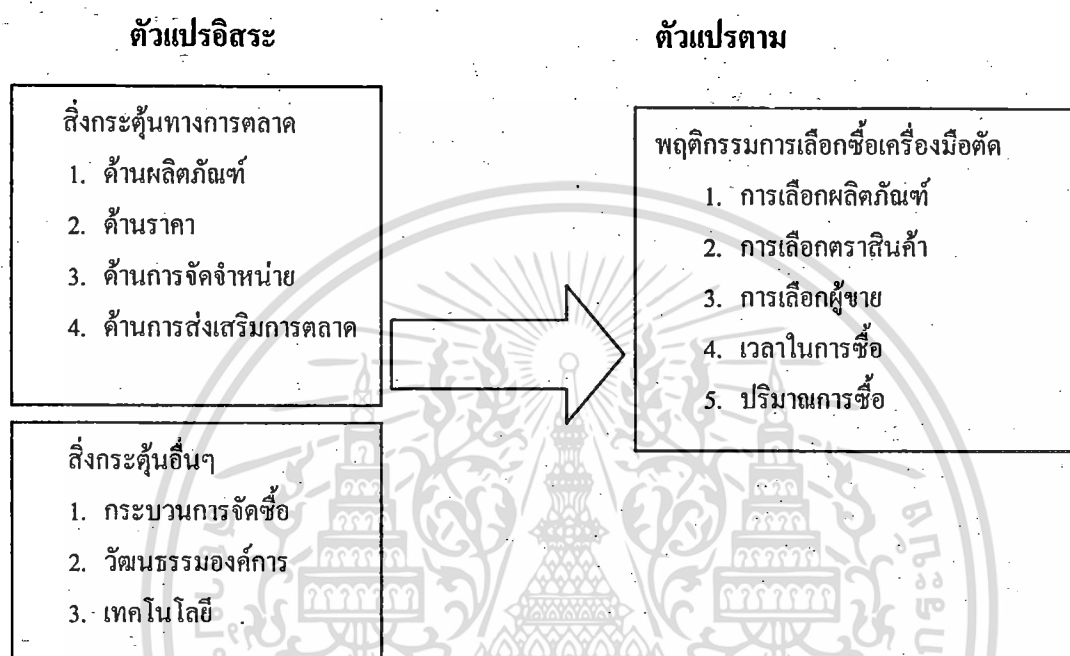 ตัวแปรอิสระ
ตัวแปรตาม
สิ่งกระตุ้นทางการตลาด
1. ด้านผลิตภัณฑ์
2. ด้านราคา
3. ด้านการจัดจำหน่าย
4. ด้านการส่งเสริมการตลาด
สิ่งกระตุ้นอื่นๆ
1. กระบวนการจัดซื้อ
2. วัฒนธรรมองค์การ
3. เทคโนโลยี
พฤติกรรมการเลือกซื้อเครื่องมือตัด
1. การเลือกผลิตภัณฑ์
2. การเลือกตราสินค้า
3. การเลือกผู้ขาย
4. เวลาในการซื้อ
5. ปริมาณการซื้อ